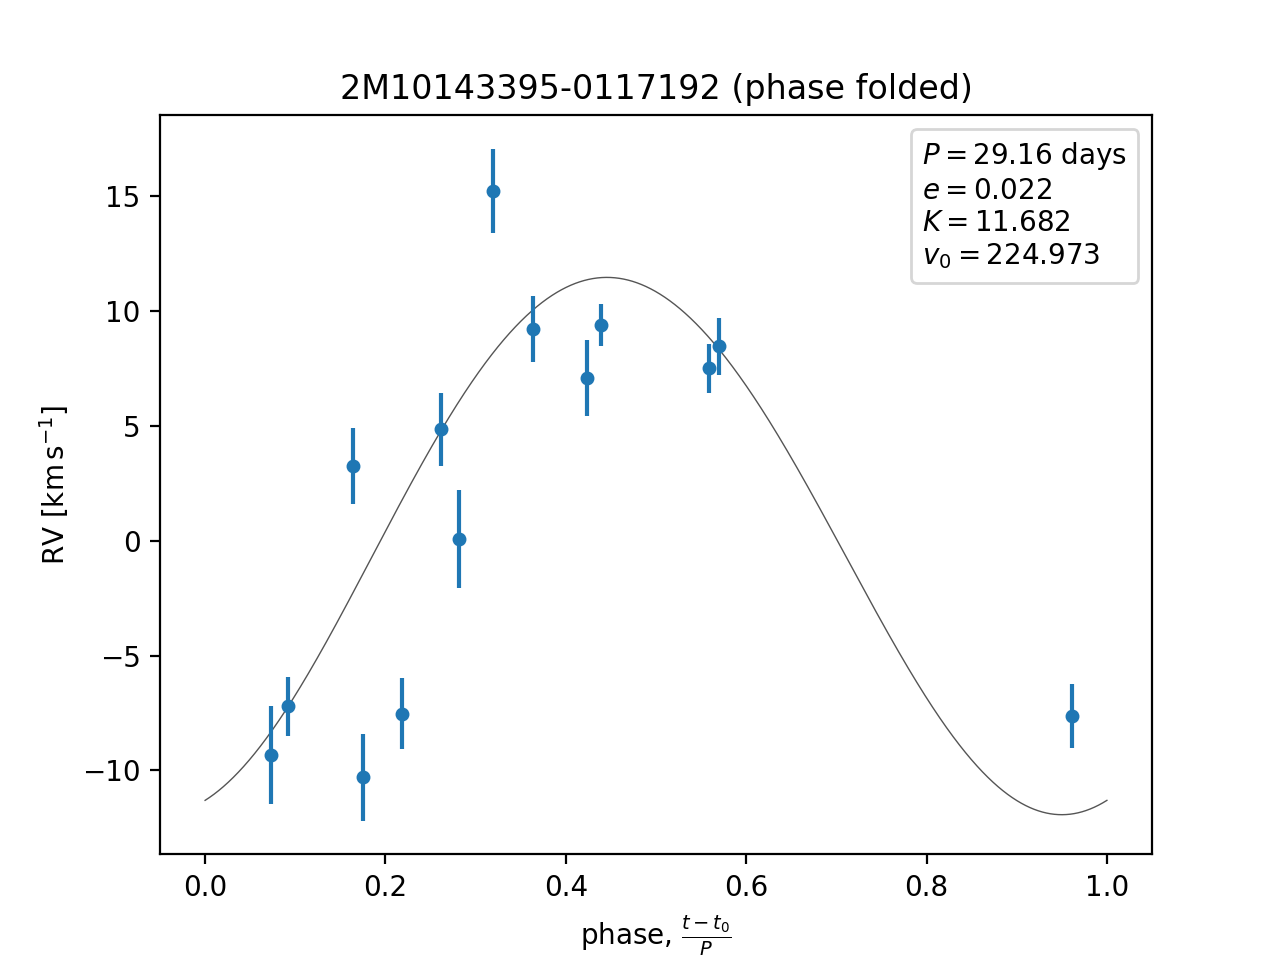 2M10143395-0117192 (phase folded)
P = 29.16 days
e = 0.022
K = 11.682
v₀ = 224.973
15
10
5
0
−5
−10
RV [km s⁻¹]
0.0 0.2 0.4 0.6 0.8 1.0
phase, (t − t₀)/P